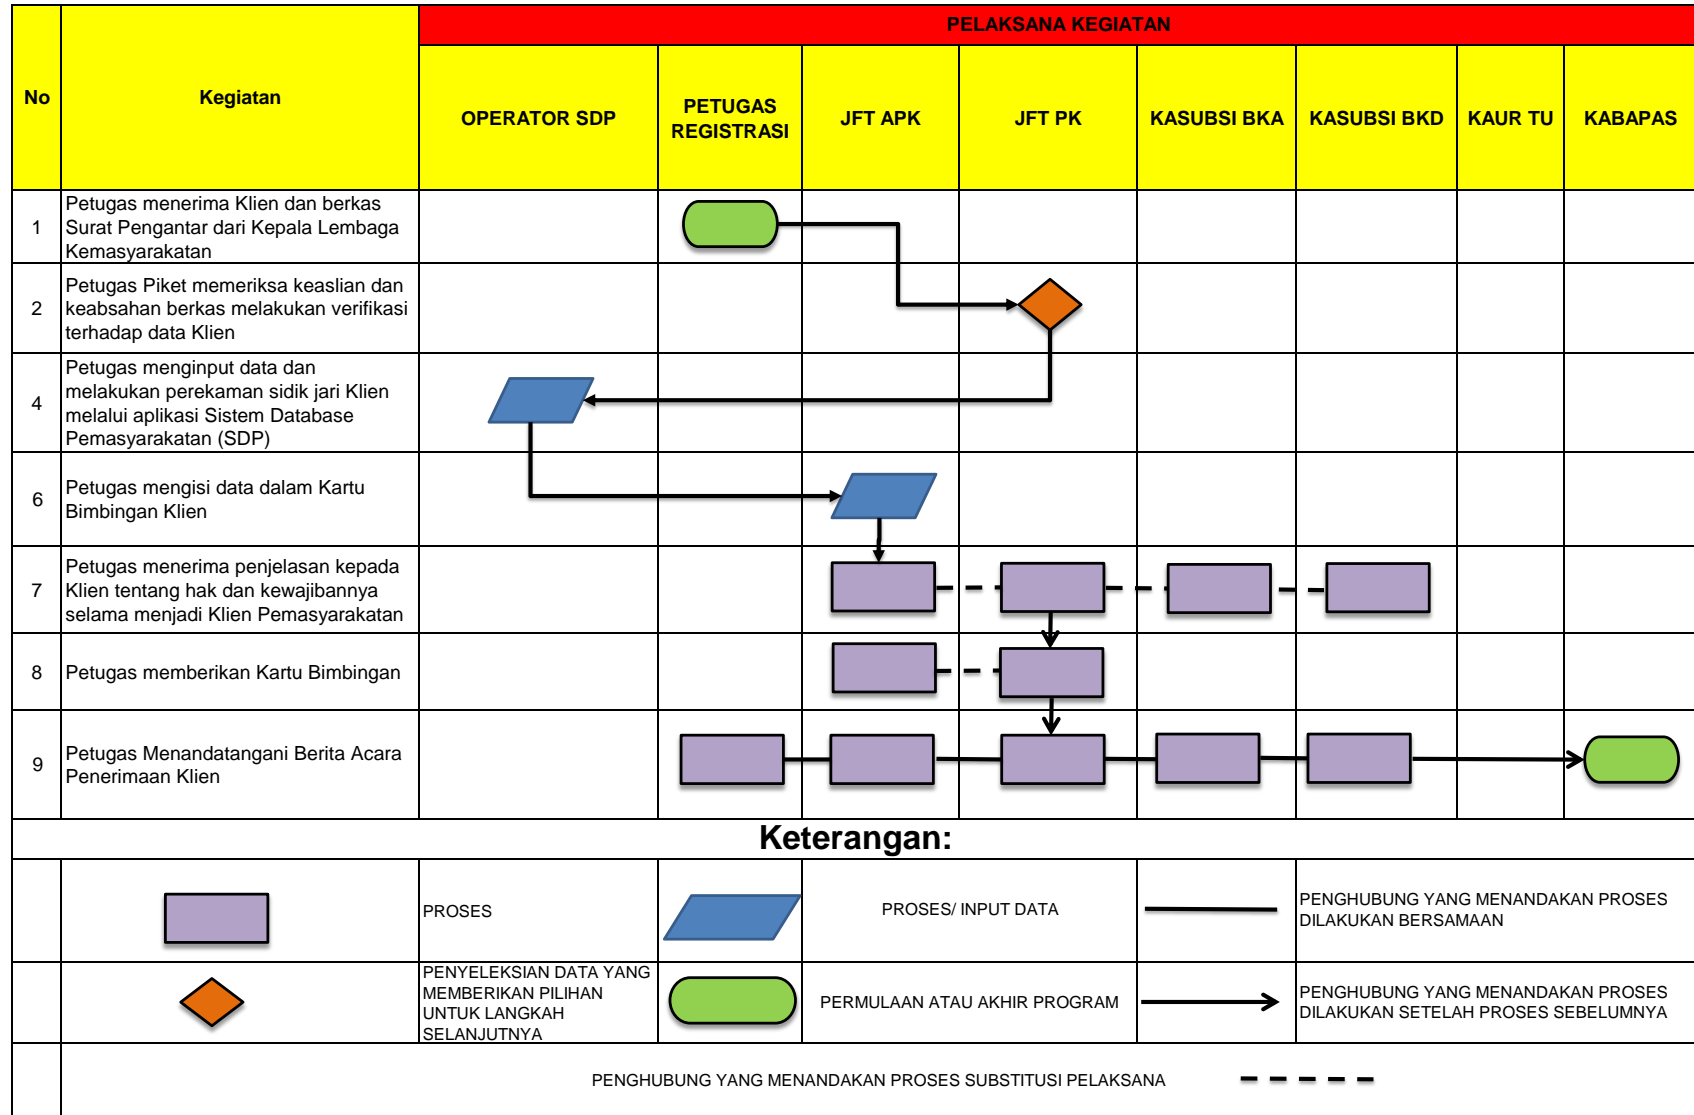 PELAKSANA KEGIATAN
No
Kegiatan
OPERATOR SDP
PETUGAS
REGISTRASI
JFT APK
JFT PK
KASUBSI BKA
KASUBSI BKD
KAUR TU
KABAPAS
1
Petugas menerima Klien dan berkas
Surat Pengantar dari Kepala Lembaga
Kemasyarakatan
2
Petugas Piket memeriksa keaslian dan
keabsahan berkas melakukan verifikasi
terhadap data Klien
4
Petugas menginput data dan
melakukan perekaman sidik jari Klien
melalui aplikasi Sistem Database
Pemasyarakatan (SDP)
6
Petugas mengisi data dalam Kartu
Bimbingan Klien
7
Petugas menerima penjelasan kepada
Klien tentang hak dan kewajibannya
selama menjadi Klien Pemasyarakatan
8
Petugas memberikan Kartu Bimbingan
9
Petugas Menandatangani Berita Acara
Penerimaan Klien
Keterangan:
PROSES
PROSES/ INPUT DATA
PENGHUBUNG YANG MENANDAKAN PROSES
DILAKUKAN BERSAMAAN
PENYELEKSIAN DATA YANG
MEMBERIKAN PILIHAN
UNTUK LANGKAH
SELANJUTNYA
PERMULAAN ATAU AKHIR PROGRAM
PENGHUBUNG YANG MENANDAKAN PROSES
DILAKUKAN SETELAH PROSES SEBELUMNYA
PENGHUBUNG YANG MENANDAKAN PROSES SUBSTITUSI PELAKSANA